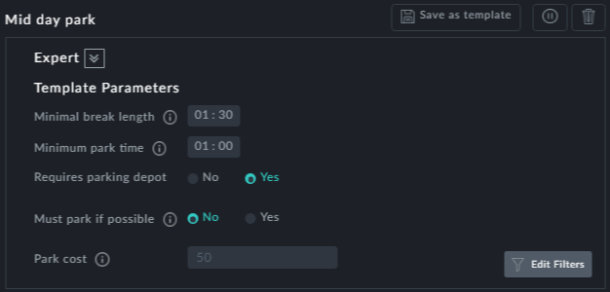 Mid day park
Save as template
Expert
Template Parameters
Minimal break length 01 : 30
Minimum park time 01 : 00
Requires parking depot No Yes
Must park if possible No Yes
Park cost 50
Edit Filters